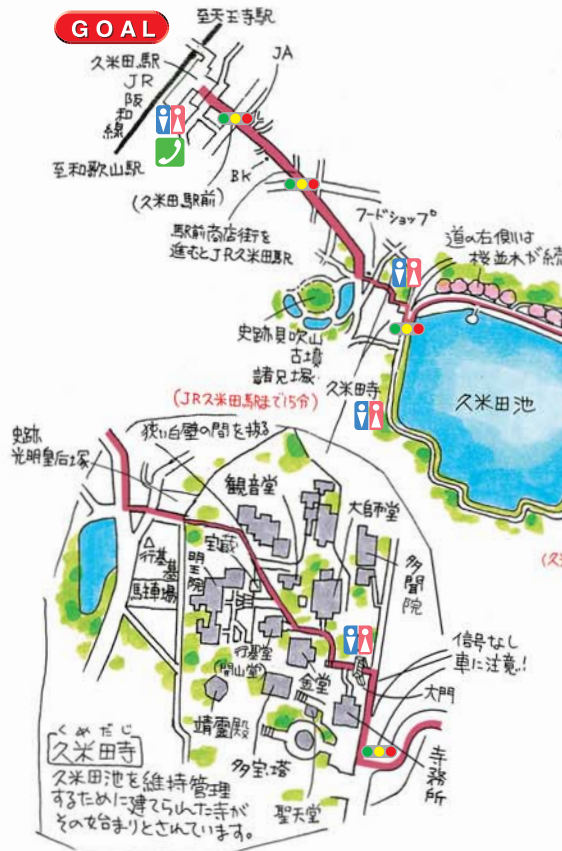 至天王寺駅
GOAL
久米田駅
JR
阪和線
JA
至和歌山駅
(久米田駅前)
BK
駅前商店街を
進むとJR久米田駅
フードショップ
道の右側は
桜並木が続
史跡貝吹山
古墳
諸兄塚
(JR久米田駅まで15分)
久米田寺
久米田池
狭い白壁の間を揚る
史跡
光明皇后塚
観音堂
大師堂
宝蔵
明王院
行基墓
駐車場
多聞院
行基堂
(開山堂)
金堂
信号なし
車に注意!
大門
靖霊殿
多宝塔
聖天堂
寺務所
くめだじ
久米田寺
久米田池を維持管理
するために建てられた寺が
その始まりとされています。